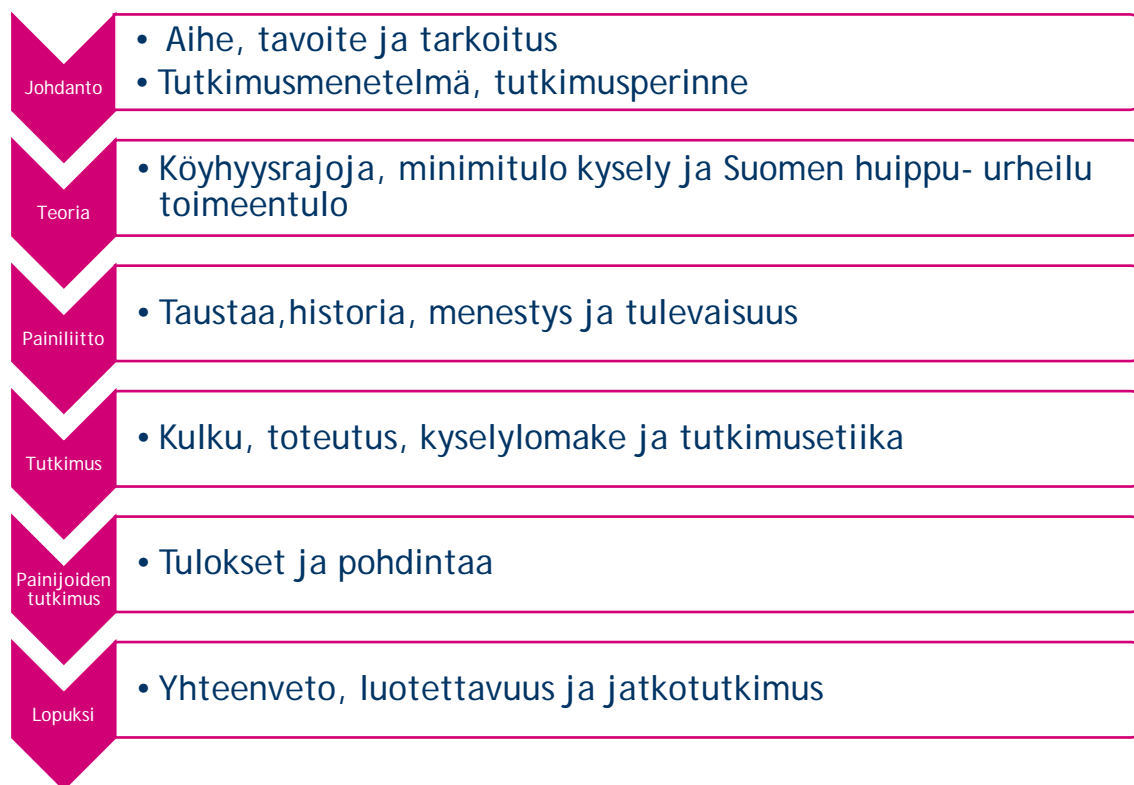 Johdanto
• Aihe, tavoite ja tarkoitus
• Tutkimusmenetelmä, tutkimusperinne
Teoria
• Köyhyysrajoja, minimitulo kysely ja Suomen huippu- urheilu
toimeentulo
Painiliitto
• Taustaa,historia, menestys ja tulevaisuus
Tutkimus
• Kulku, toteutus, kyselylomake ja tutkimusetiika
Painijoiden
tutkimus
• Tulokset ja pohdintaa
Lopuksi
• Yhteenveto, luotettavuus ja jatkotutkimus